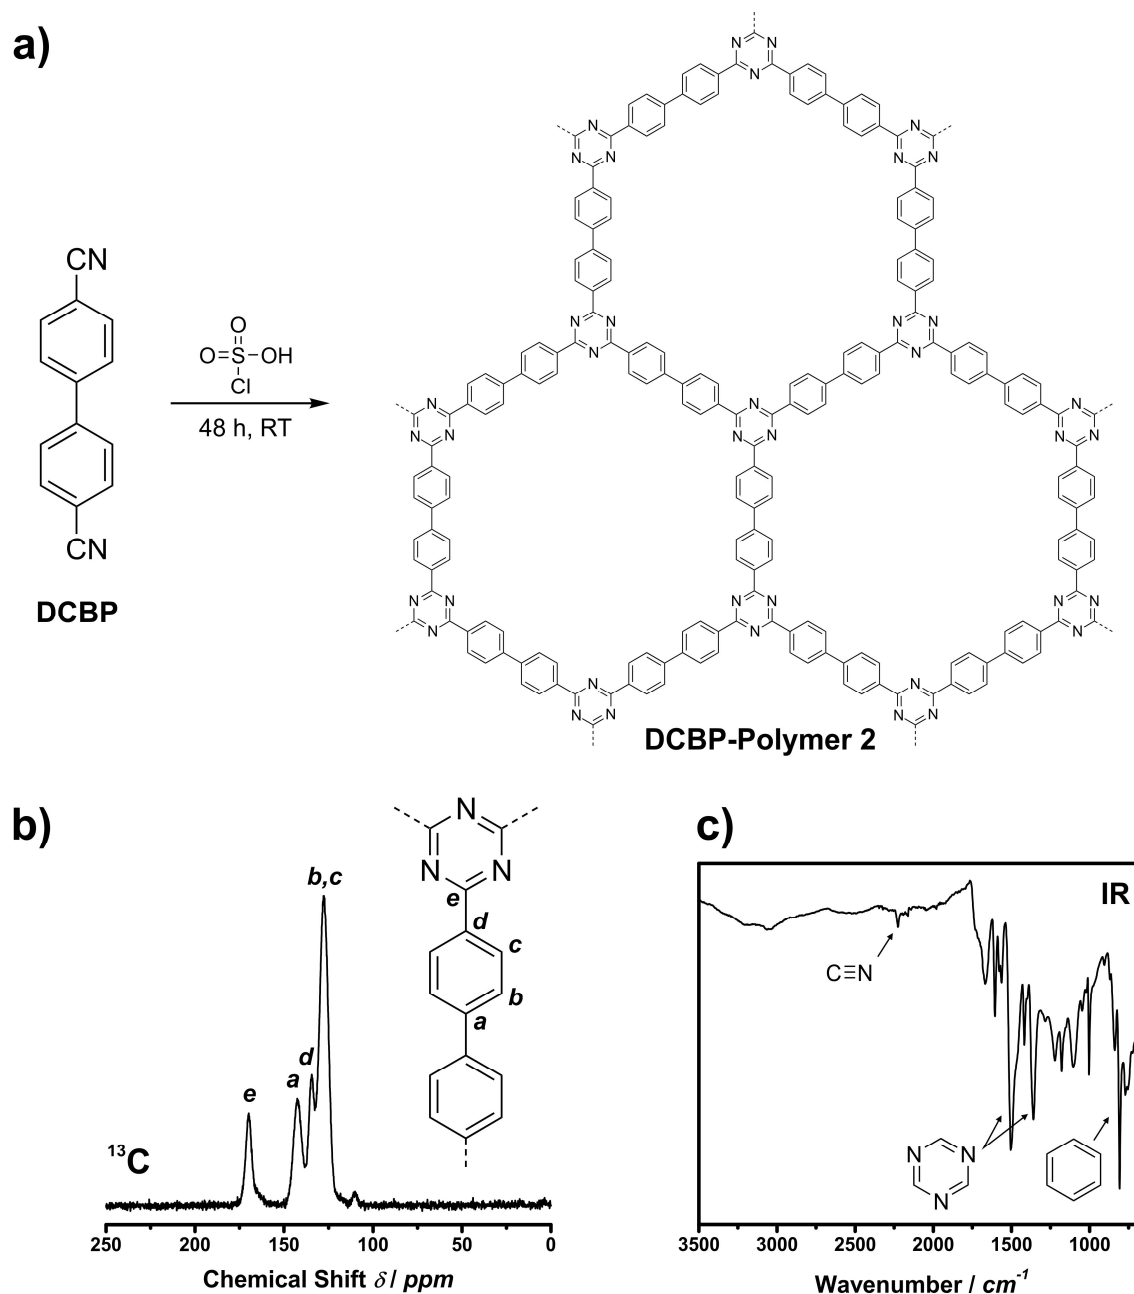 a)
CN
CN
DCBP
O
O=S-OH
Cl
48 h, RT
N N
N
N N N N
N N
N N N N
N N
N N N N
N N N
N N N N N N
N N N N N N
N N N
N N
N N N N
DCBP-Polymer 2
b)
b,c
d
a
e
¹³C
N
N N
e
d
c
b
a
250 200 150 100 50 0
Chemical Shift δ / ppm
c)
IR
C≡N
N N
N
3500 3000 2500 2000 1500 1000
Wavenumber / cm⁻¹